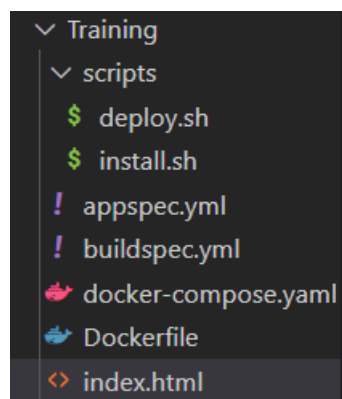 Training
scripts
$ deploy.sh
$ install.sh
! appspec.yml
! buildspec.yml
docker-compose.yaml
Dockerfile
<> index.html